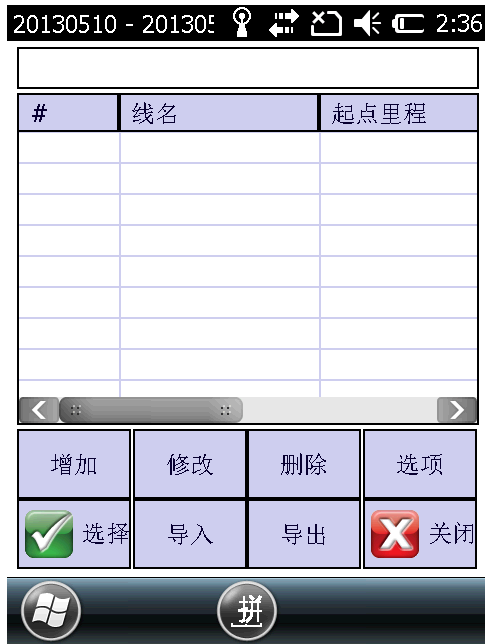 20130510 - 201305 2:36
# 线名 起点里程
增加 修改 删除 选项
选择 导入 导出 关闭
拼